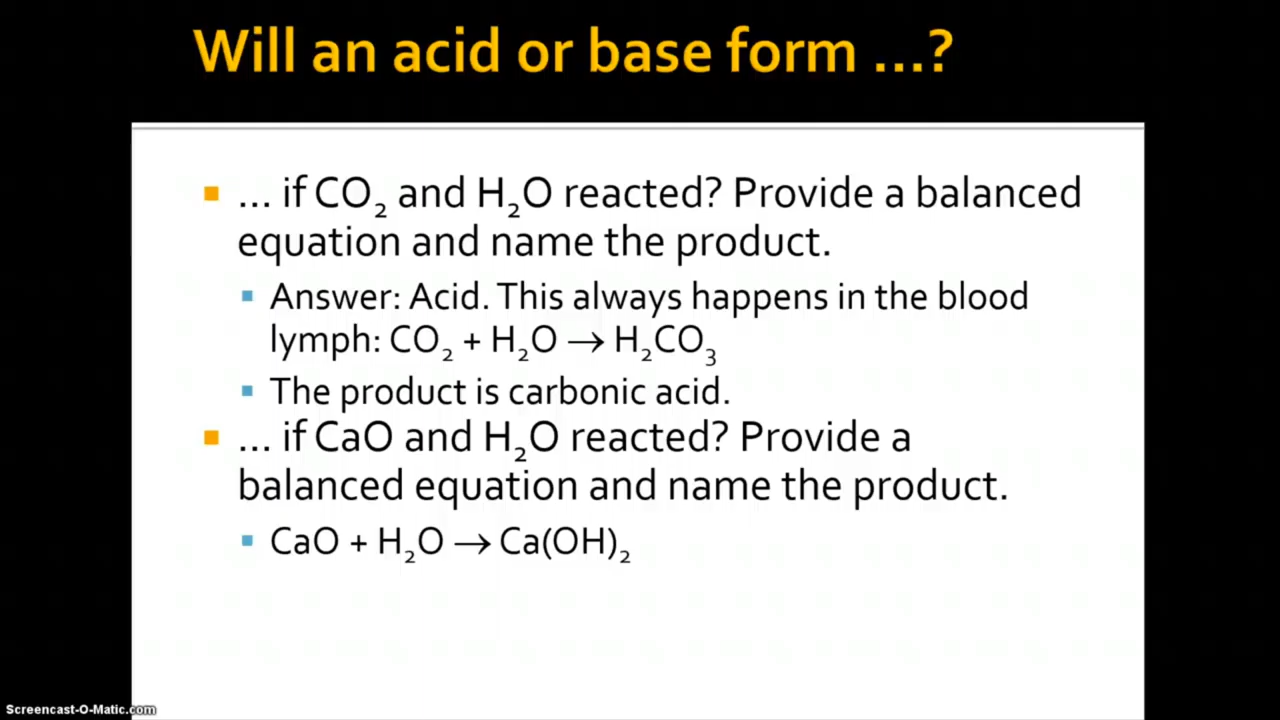 Will an acid or base form ...?
... if CO₂ and H₂O reacted? Provide a balanced
equation and name the product.
Answer: Acid. This always happens in the blood
lymph: CO₂ + H₂O → H₂CO₃
The product is carbonic acid.
... if CaO and H₂O reacted? Provide a
balanced equation and name the product.
CaO + H₂O → Ca(OH)₂
Screencast-O-Matic.com